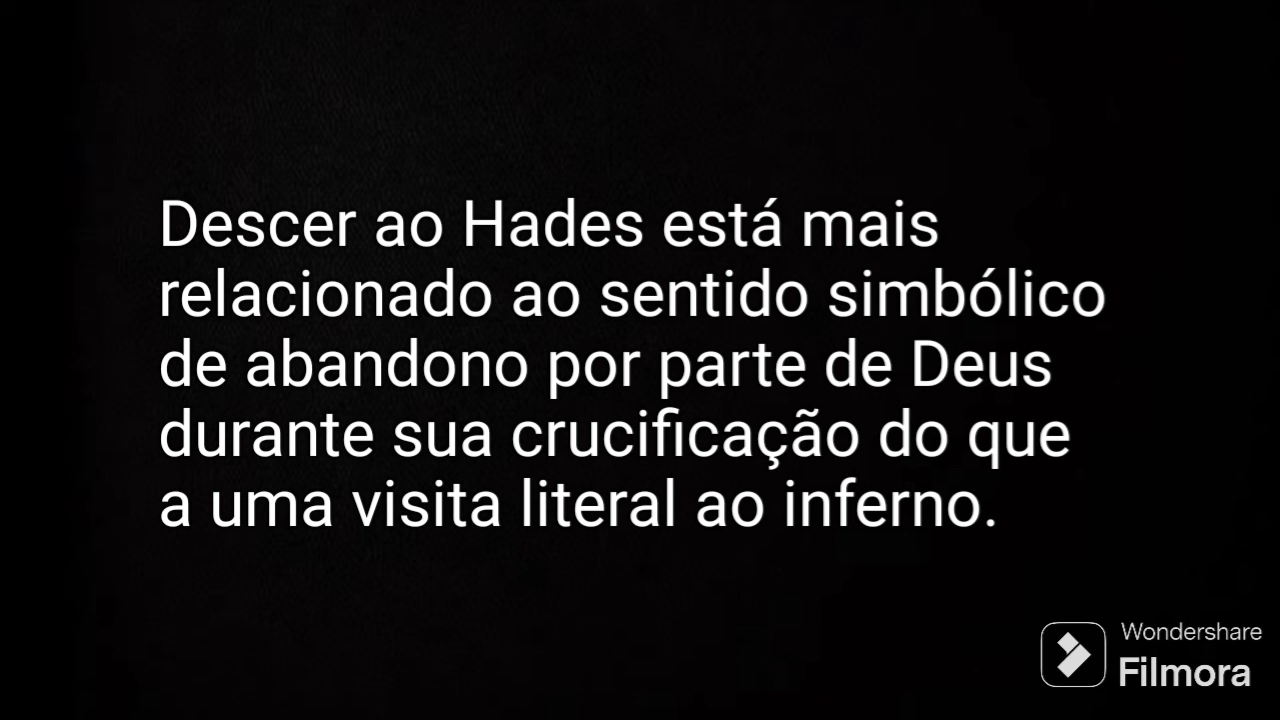 Descer ao Hades está mais
relacionado ao sentido simbólico
de abandono por parte de Deus
durante sua crucificação do que
a uma visita literal ao inferno.
Wondershare
Filmora